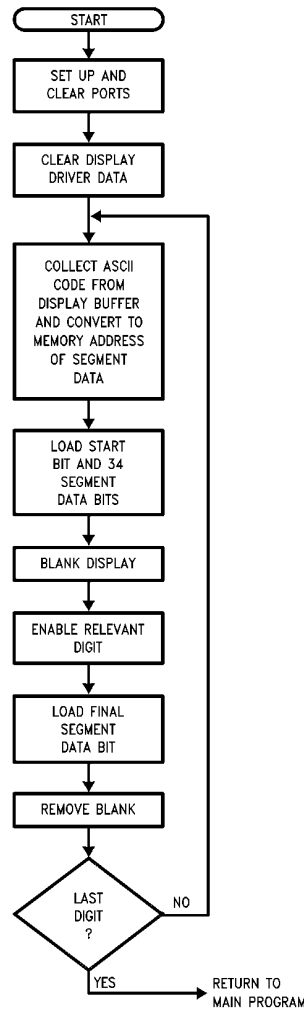 START
SET UP AND
CLEAR PORTS
CLEAR DISPLAY
DRIVER DATA
COLLECT ASCII
CODE FROM
DISPLAY BUFFER
AND CONVERT TO
MEMORY ADDRESS
OF SEGMENT
DATA
LOAD START
BIT AND 34
SEGMENT
DATA BITS
BLANK DISPLAY
ENABLE RELEVANT
DIGIT
LOAD FINAL
SEGMENT
DATA BIT
REMOVE BLANK
LAST
DIGIT
?
NO
YES
RETURN TO
MAIN PROGRAM